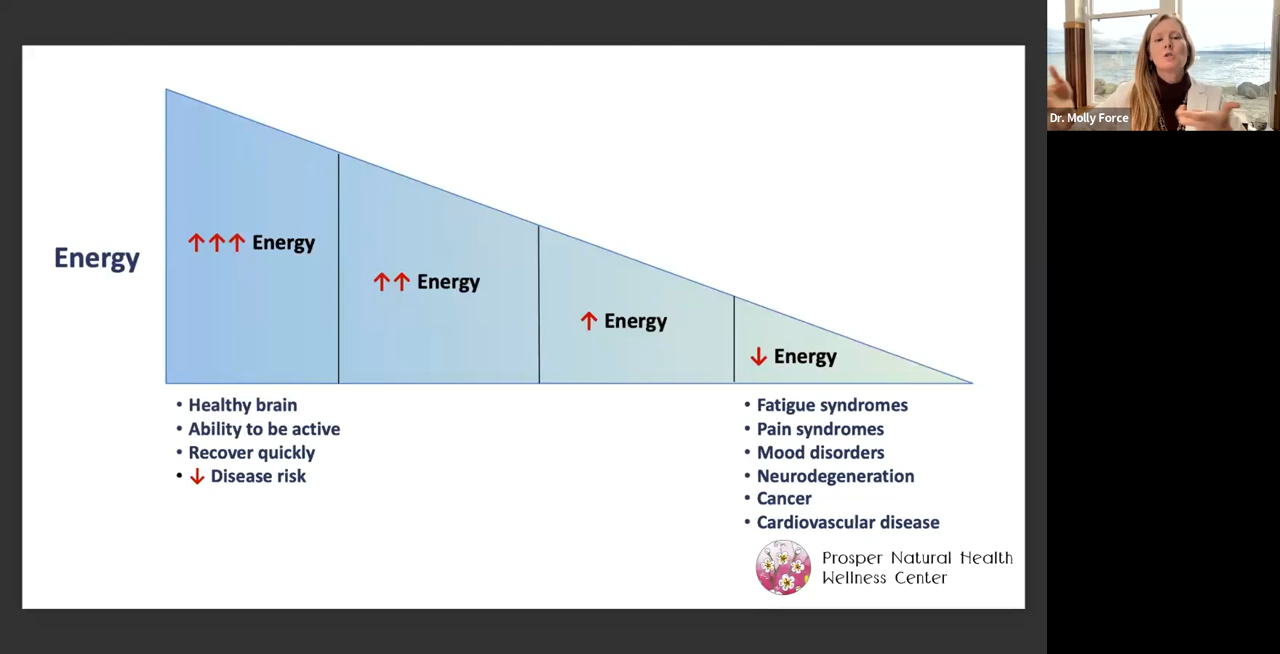 Dr. Molly Force
Energy
↑↑↑ Energy
↑↑ Energy
↑ Energy
↓ Energy
• Healthy brain
• Ability to be active
• Recover quickly
• ↓ Disease risk
• Fatigue syndromes
• Pain syndromes
• Mood disorders
• Neurodegeneration
• Cancer
• Cardiovascular disease
Prosper Natural Health
Wellness Center